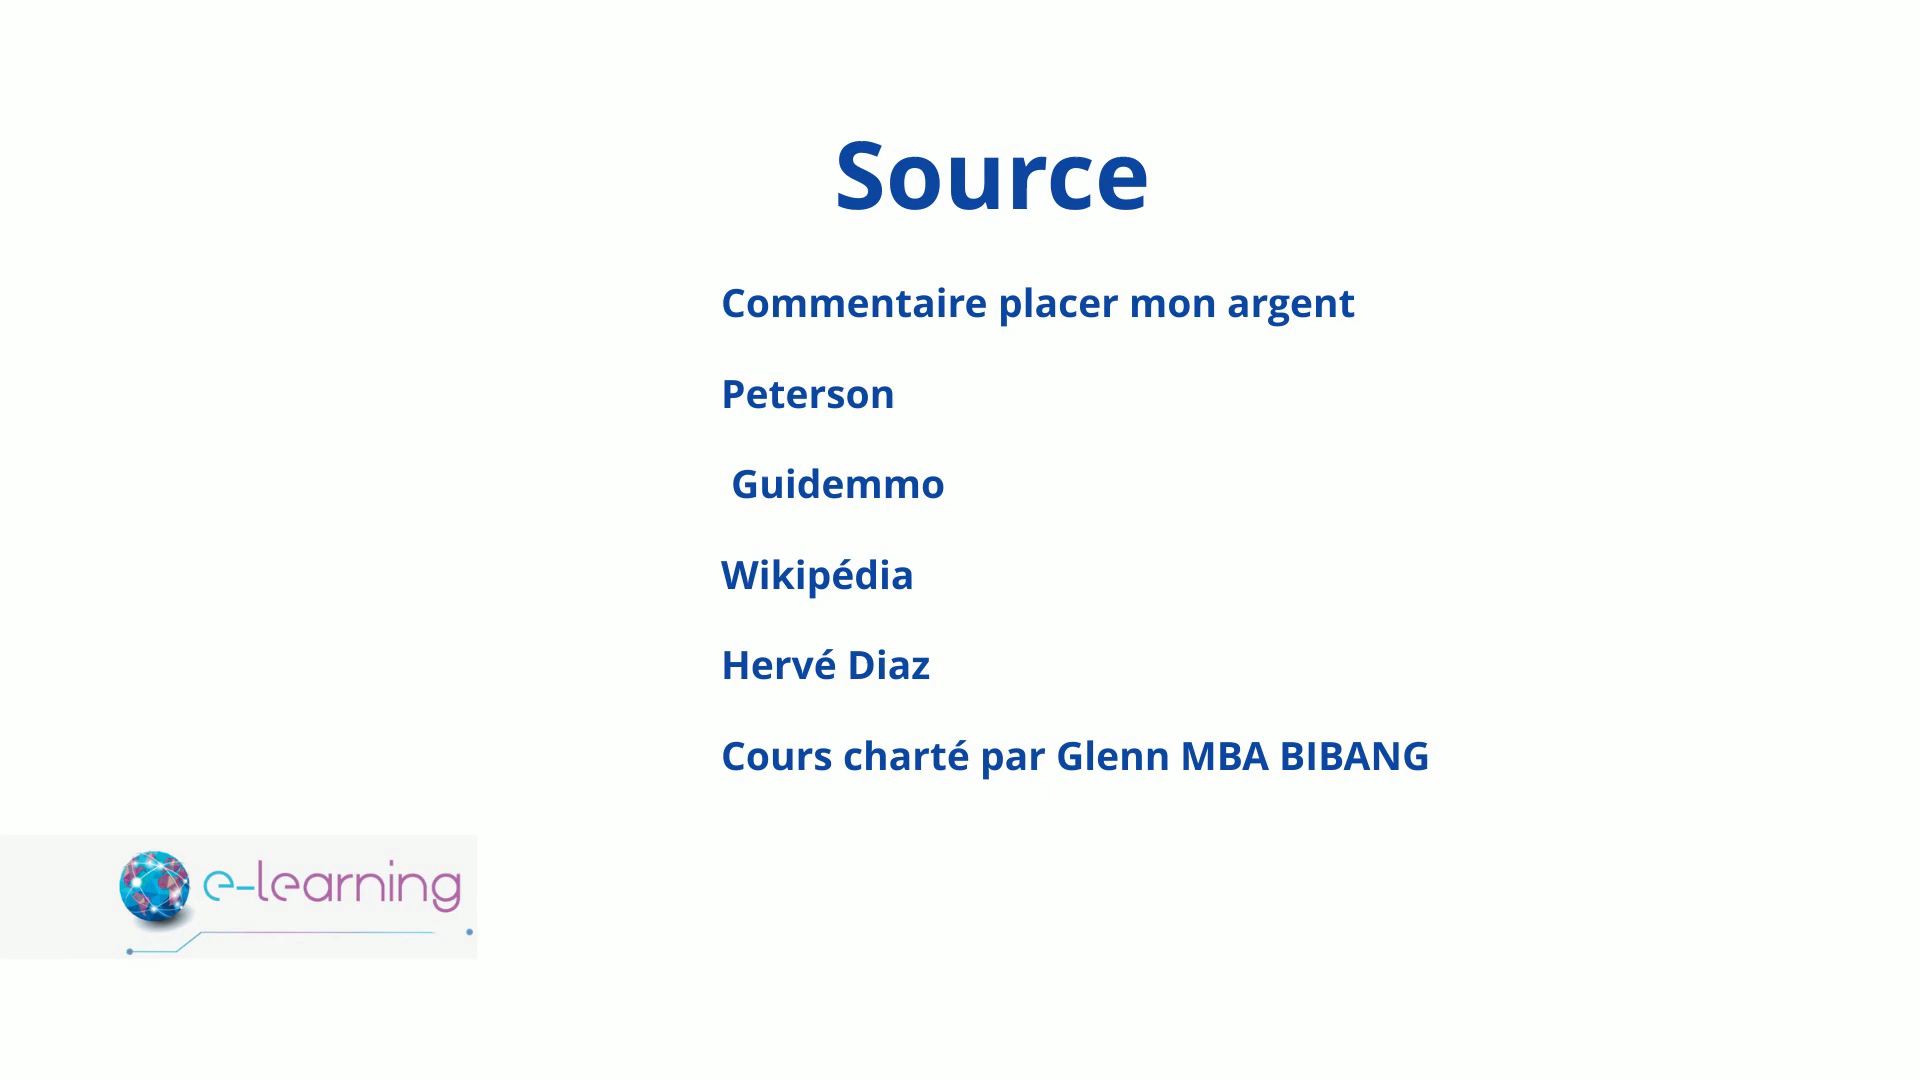 Source
Commentaire placer mon argent
Peterson
Guidemmo
Wikipédia
Hervé Diaz
Cours charté par Glenn MBA BIBANG
e-learning